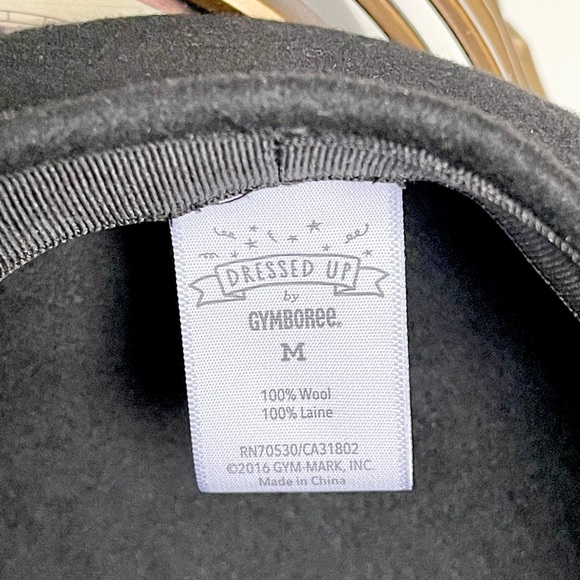 DRESSED UP
by
GYMBOREE.
M
100% Wool
100% Laine
RN70530/CA31802
©2016 GYM-MARK, INC.
Made in China